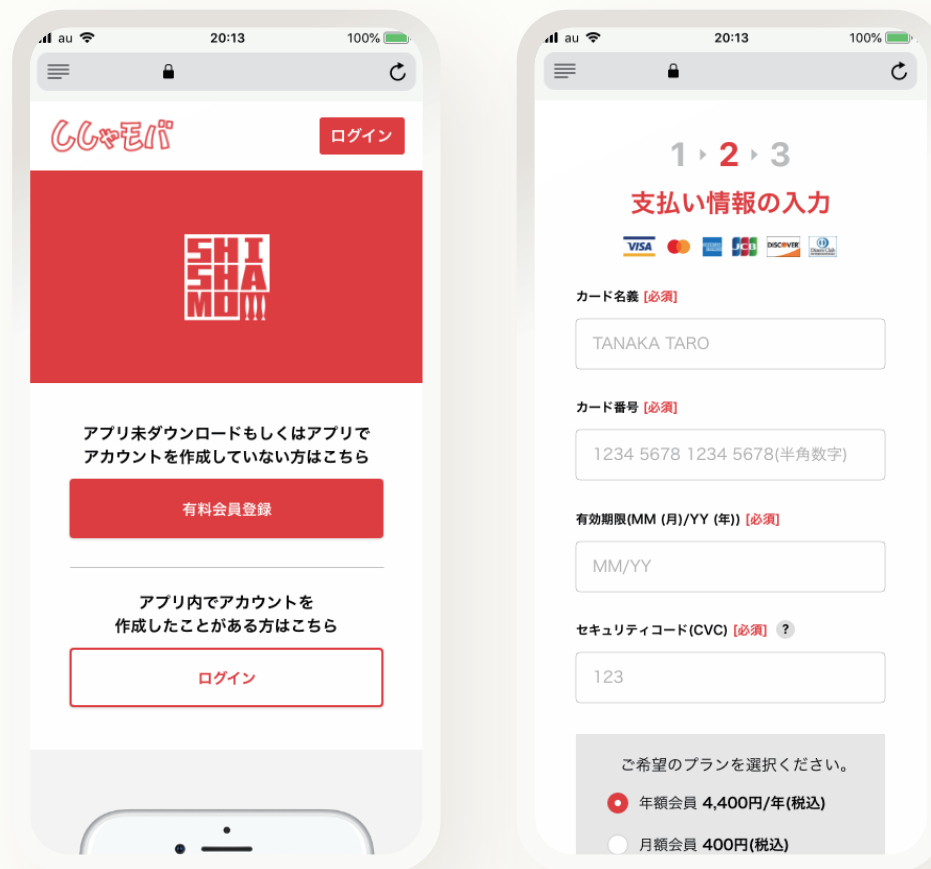 au 20:13 100%
ししゃモバ
ログイン
SHI
SHA
MO!!!
アプリ未ダウンロードもしくはアプリで
アカウントを作成していない方はこちら
有料会員登録
アプリ内でアカウントを
作成したことがある方はこちら
ログイン
au 20:13 100%
1 2 3
支払い情報の入力
VISA JCB DISCOVER
カード名義 [必須]
TANAKA TARO
カード番号 [必須]
1234 5678 1234 5678(半角数字)
有効期限(MM (月)/YY (年)) [必須]
MM/YY
セキュリティコード(CVC) [必須] ?
123
ご希望のプランを選択ください。
年額会員 4,400円/年(税込)
月額会員 400円(税込)